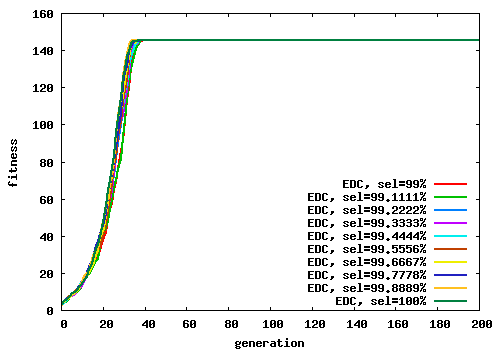 160
140
120
100
80
60
40
20
0
fitness
EDC, sel=99%
EDC, sel=99.1111%
EDC, sel=99.2222%
EDC, sel=99.3333%
EDC, sel=99.4444%
EDC, sel=99.5556%
EDC, sel=99.6667%
EDC, sel=99.7778%
EDC, sel=99.8889%
EDC, sel=100%
0 20 40 60 80 100 120 140 160 180 200
generation